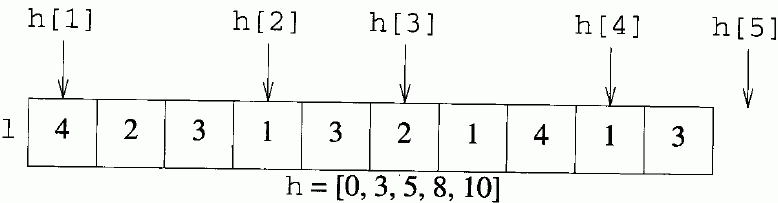 h[1] h[2] h[3] h[4] h[5]
l 4 2 3 1 3 2 1 4 1 3
h = [0, 3, 5, 8, 10]